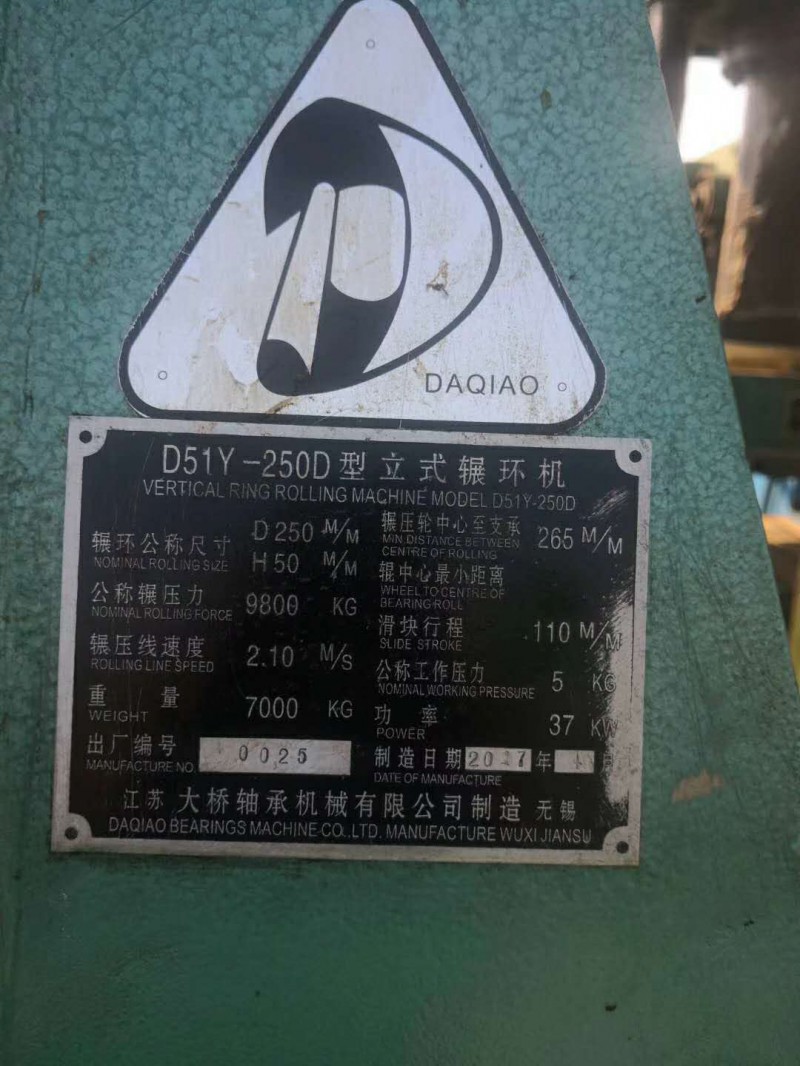 DAQIAO
D51Y-250D型立式辗环机
VERTICAL RING ROLLING MACHINE MODEL D51Y-250D
辗环公称尺寸 D 250 M/M
NOMINAL ROLLING SIZE H 50 M/M
公称辗压力 9800 KG
NOMINAL ROLLING FORCE
辗压线速度 2.10 M/S
ROLLING LINE SPEED
重量 7000 KG
WEIGHT
出厂编号 0025
MANUFACTURE NO.
辗压轮中心至支承 265 M/M
MIN DISTANCE BETWEEN
CENTRE OF ROLLING
辊中心最小距离
WHEEL TO CENTRE OF
BEARING ROLL
滑块行程 110 M/M
SLIDE STROKE
公称工作压力 5 KG
NOMINAL WORKING PRESSURE
功率 37 KW
POWER
制造日期 年 月
DATE OF MANUFACTURE
江苏 大桥轴承机械有限公司制造 无锡
DAQIAO BEARINGS MACHINE CO. LTD. MANUFACTURE WUXI JIANSU